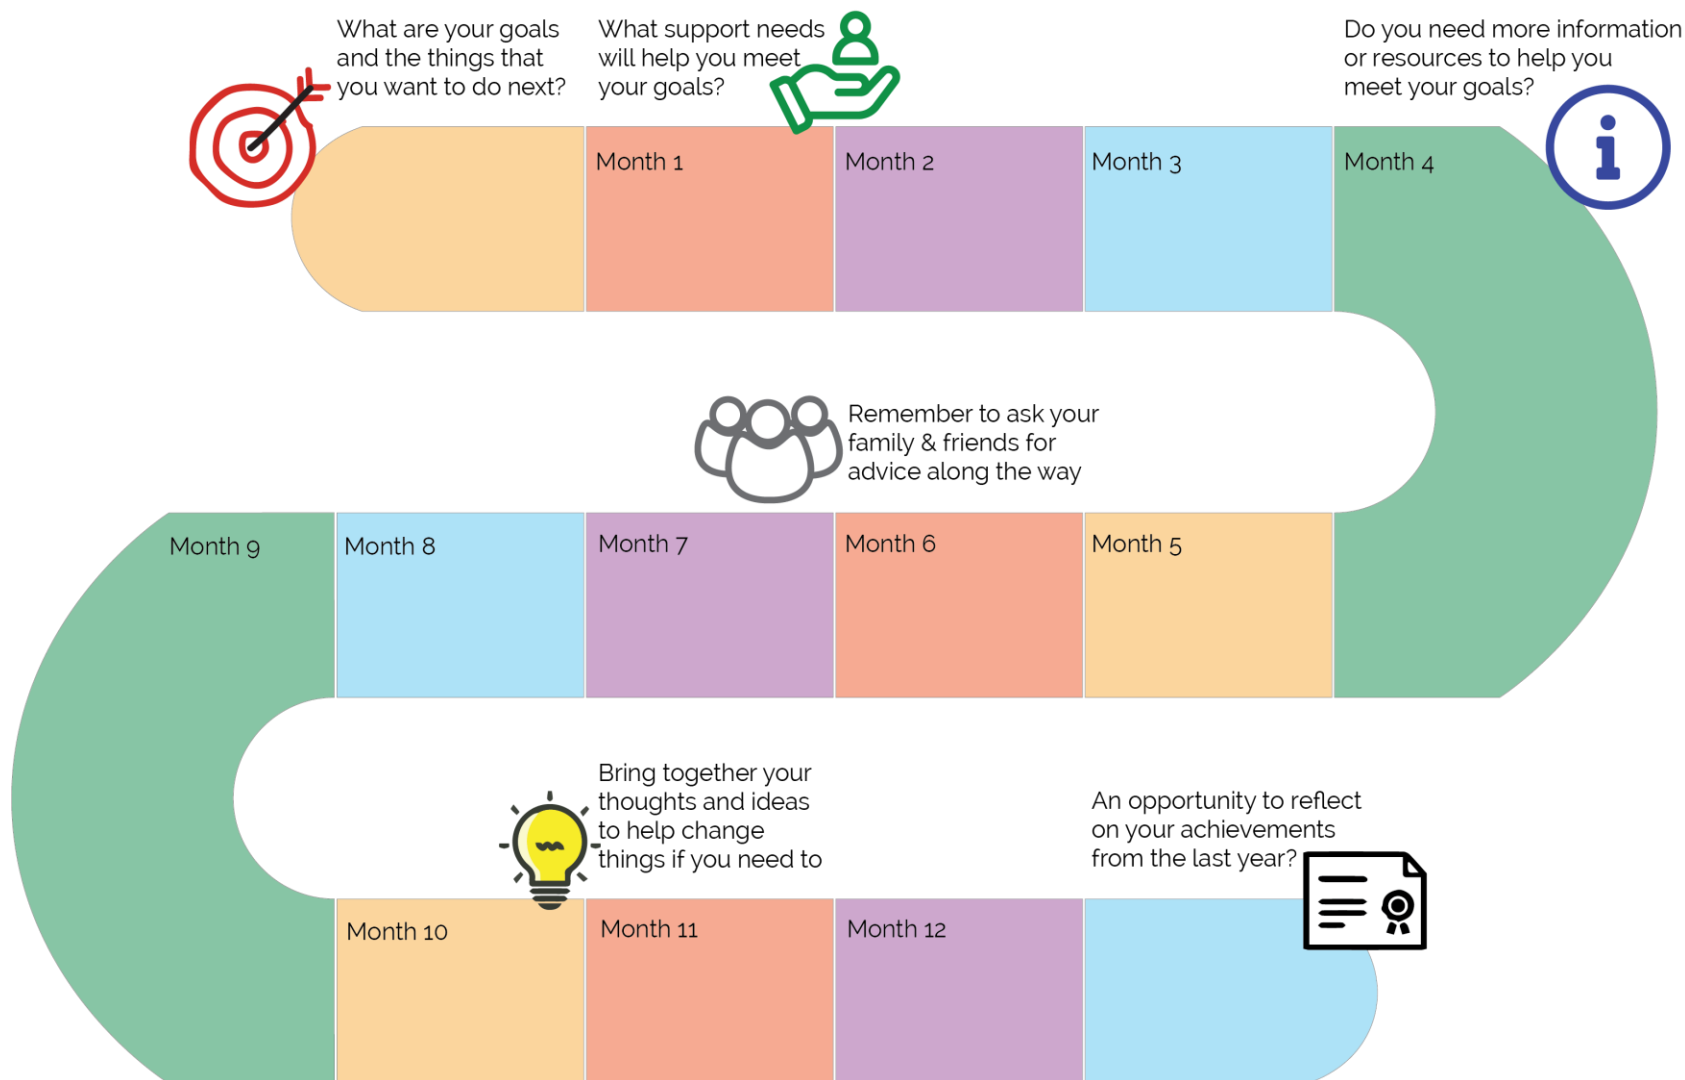 What are your goals
and the things that
you want to do next?
What support needs
will help you meet
your goals?
Do you need more information
or resources to help you
meet your goals?
Month 1
Month 2
Month 3
Month 4
Remember to ask your
family & friends for
advice along the way
Month 9
Month 8
Month 7
Month 6
Month 5
Bring together your
thoughts and ideas
to help change
things if you need to
An opportunity to reflect
on your achievements
from the last year?
Month 10
Month 11
Month 12